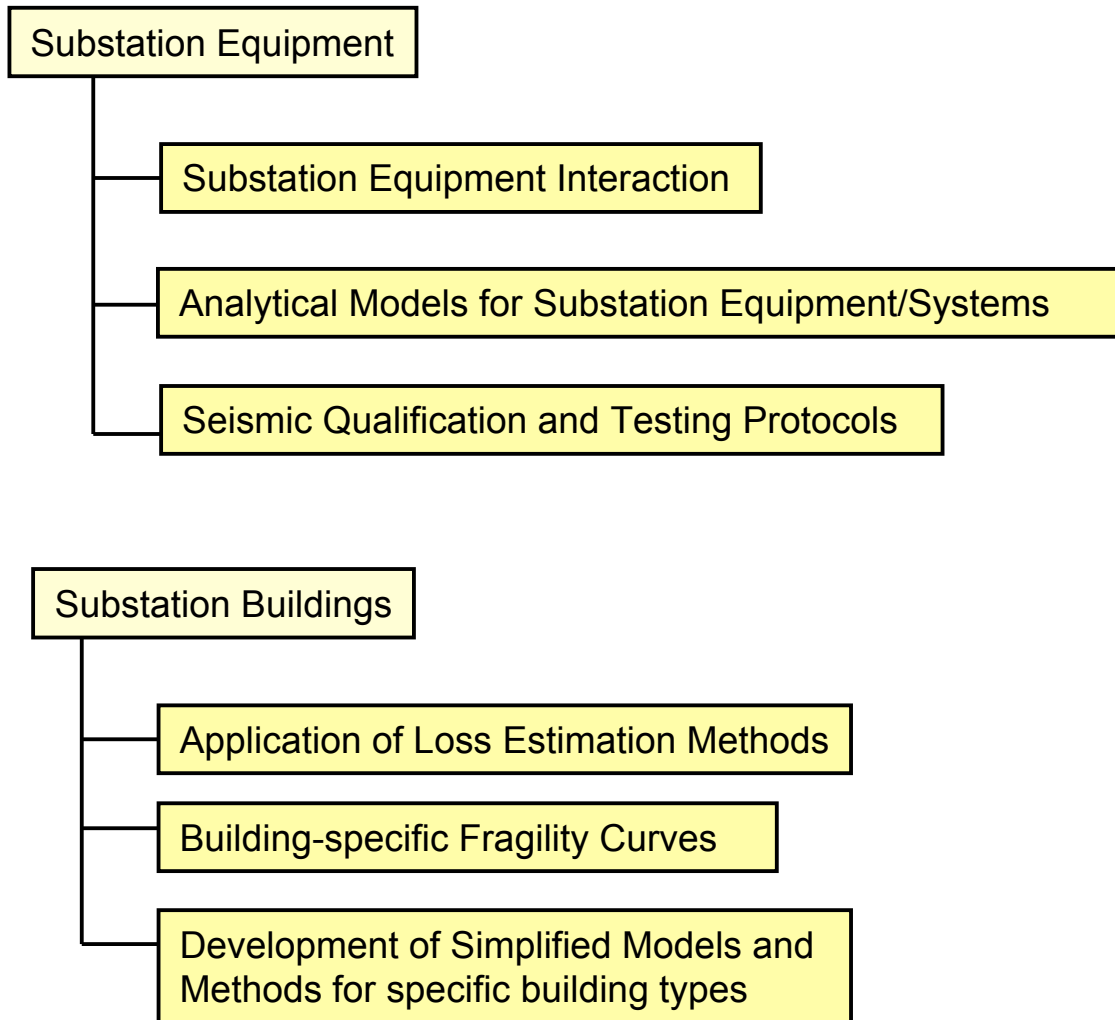 Substation Equipment
Substation Equipment Interaction
Analytical Models for Substation Equipment/Systems
Seismic Qualification and Testing Protocols
Substation Buildings
Application of Loss Estimation Methods
Building-specific Fragility Curves
Development of Simplified Models and
Methods for specific building types